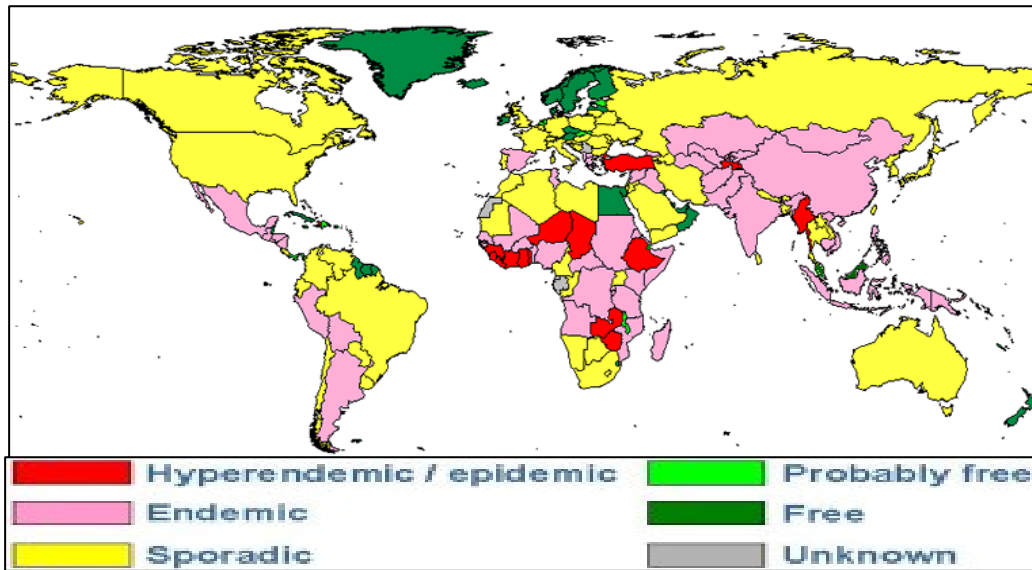 Hyperendemic / epidemic
Probably free
Endemic
Free
Sporadic
Unknown